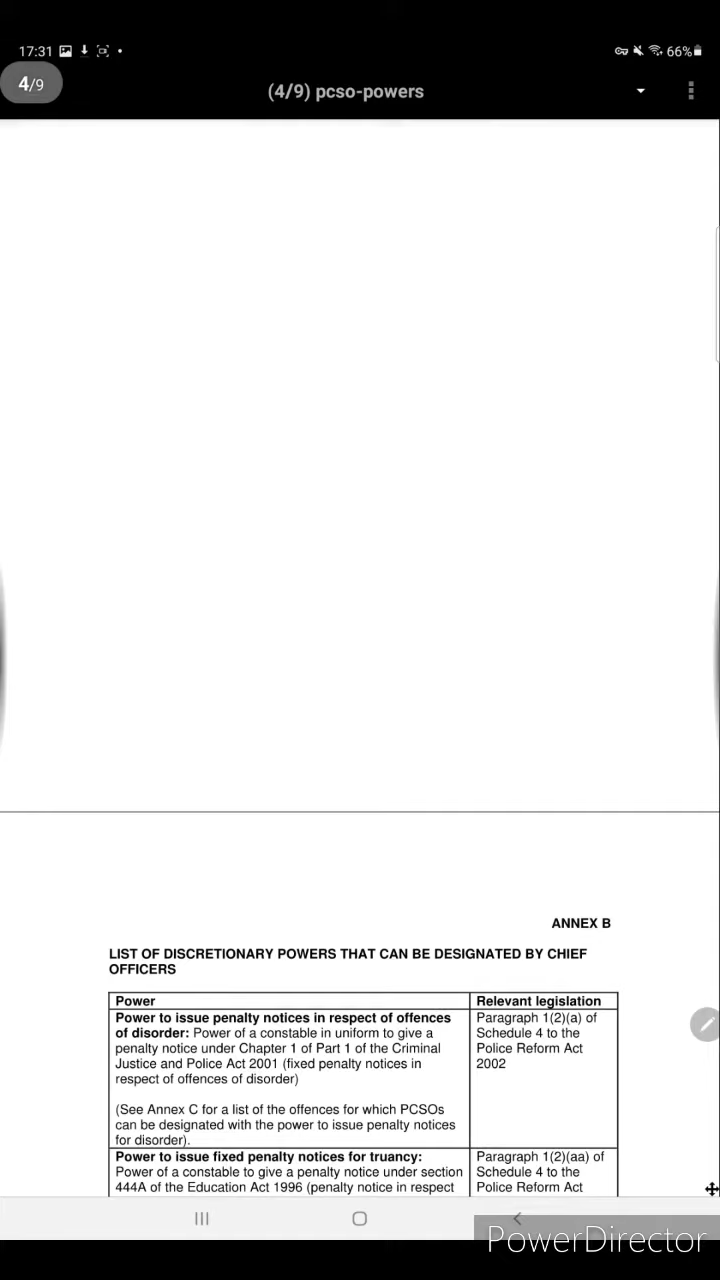 17:31
66%
4/9
(4/9) pcso-powers
ANNEX B
LIST OF DISCRETIONARY POWERS THAT CAN BE DESIGNATED BY CHIEF
OFFICERS
Power Relevant legislation
Power to issue penalty notices in respect of offences Paragraph 1(2)(a) of
of disorder: Power of a constable in uniform to give a Schedule 4 to the
penalty notice under Chapter 1 of Part 1 of the Criminal Police Reform Act
Justice and Police Act 2001 (fixed penalty notices in 2002
respect of offences of disorder)
(See Annex C for a list of the offences for which PCSOs
can be designated with the power to issue penalty notices
for disorder).
Power to issue fixed penalty notices for truancy: Paragraph 1(2)(aa) of
Power of a constable to give a penalty notice under section Schedule 4 to the
444A of the Education Act 1996 (penalty notice in respect Police Reform Act
PowerDirector